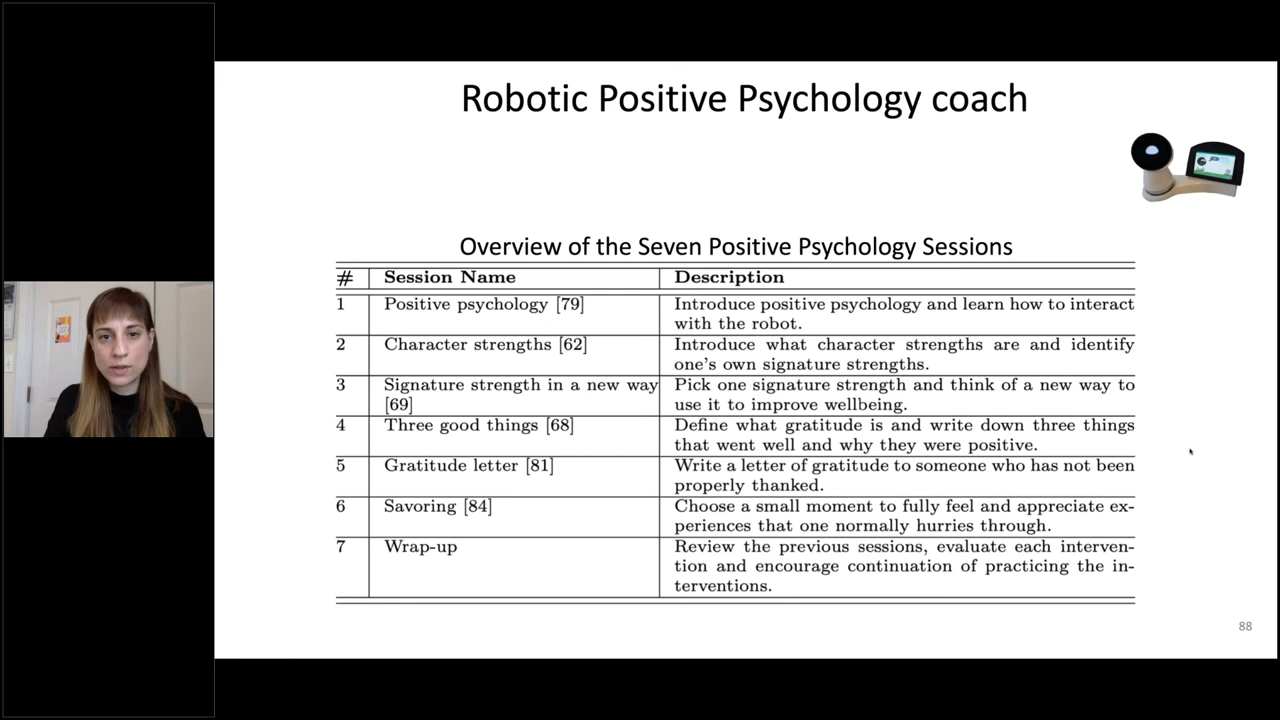 Robotic Positive Psychology coach
Overview of the Seven Positive Psychology Sessions
# Session Name Description
1 Positive psychology [79] Introduce positive psychology and learn how to interact
with the robot.
2 Character strengths [62] Introduce what character strengths are and identify
one's own signature strengths.
3 Signature strength in a new way Pick one signature strength and think of a new way to
[69] use it to improve wellbeing.
4 Three good things [68] Define what gratitude is and write down three things
that went well and why they were positive.
5 Gratitude letter [81] Write a letter of gratitude to someone who has not been
properly thanked.
6 Savoring [84] Choose a small moment to fully feel and appreciate ex-
periences that one normally hurries through.
7 Wrap-up Review the previous sessions, evaluate each interven-
tion and encourage continuation of practicing the in-
terventions.
88